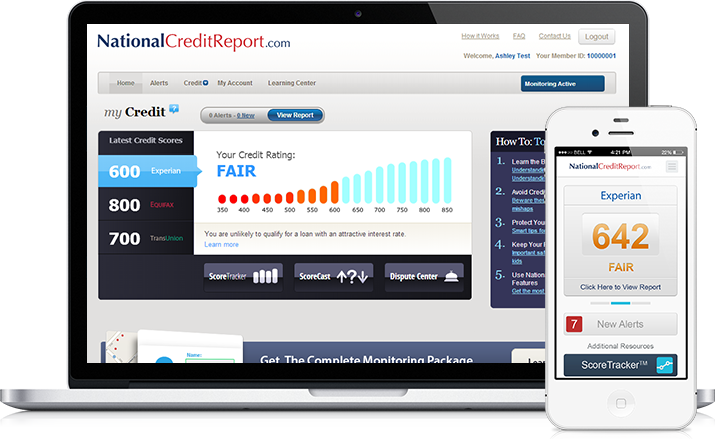 NationalCreditReport.com
How it Works FAQ Contact Us Logout
Welcome, Ashley Test Your Member ID: 10000001
Home Alerts Credit My Account Learning Center Monitoring Active
my Credit ?
0 Alerts - 0 New View Report
Latest Credit Scores
600 Experian
800 EQUIFAX
700 TransUnion
Your Credit Rating:
FAIR
350 400 450 500 550 600 650 700 750 800 850
You are unlikely to qualify for a loan with an attractive interest rate.
Learn more
ScoreTracker
ScoreCast
Dispute Center
How To: To
1. Learn the B
Understandi
Understandi
2. Avoid Credi
Beware thes
mishaps
3. Protect You
Smart tips fo
4. Keep Your I
Important safe
kids
5. Use Nation
Features
Get the most
Name:
Get The Complete Monitoring Package
Lea
BELL 4:21 PM 22%
NationalCreditReport.com
Experian
642
FAIR
Click Here to View Report
7 New Alerts
Additional Resources
ScoreTracker™